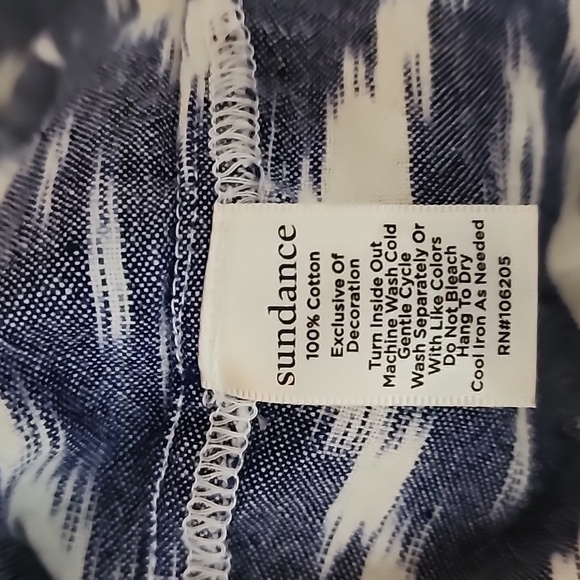 sundance
100% Cotton
Exclusive Of
Decoration
Turn Inside Out
Machine Wash Cold
Gentle Cycle
Wash Separately Or
With Like Colors
Do Not Bleach
Hang To Dry
Cool Iron As Needed
RN#106205